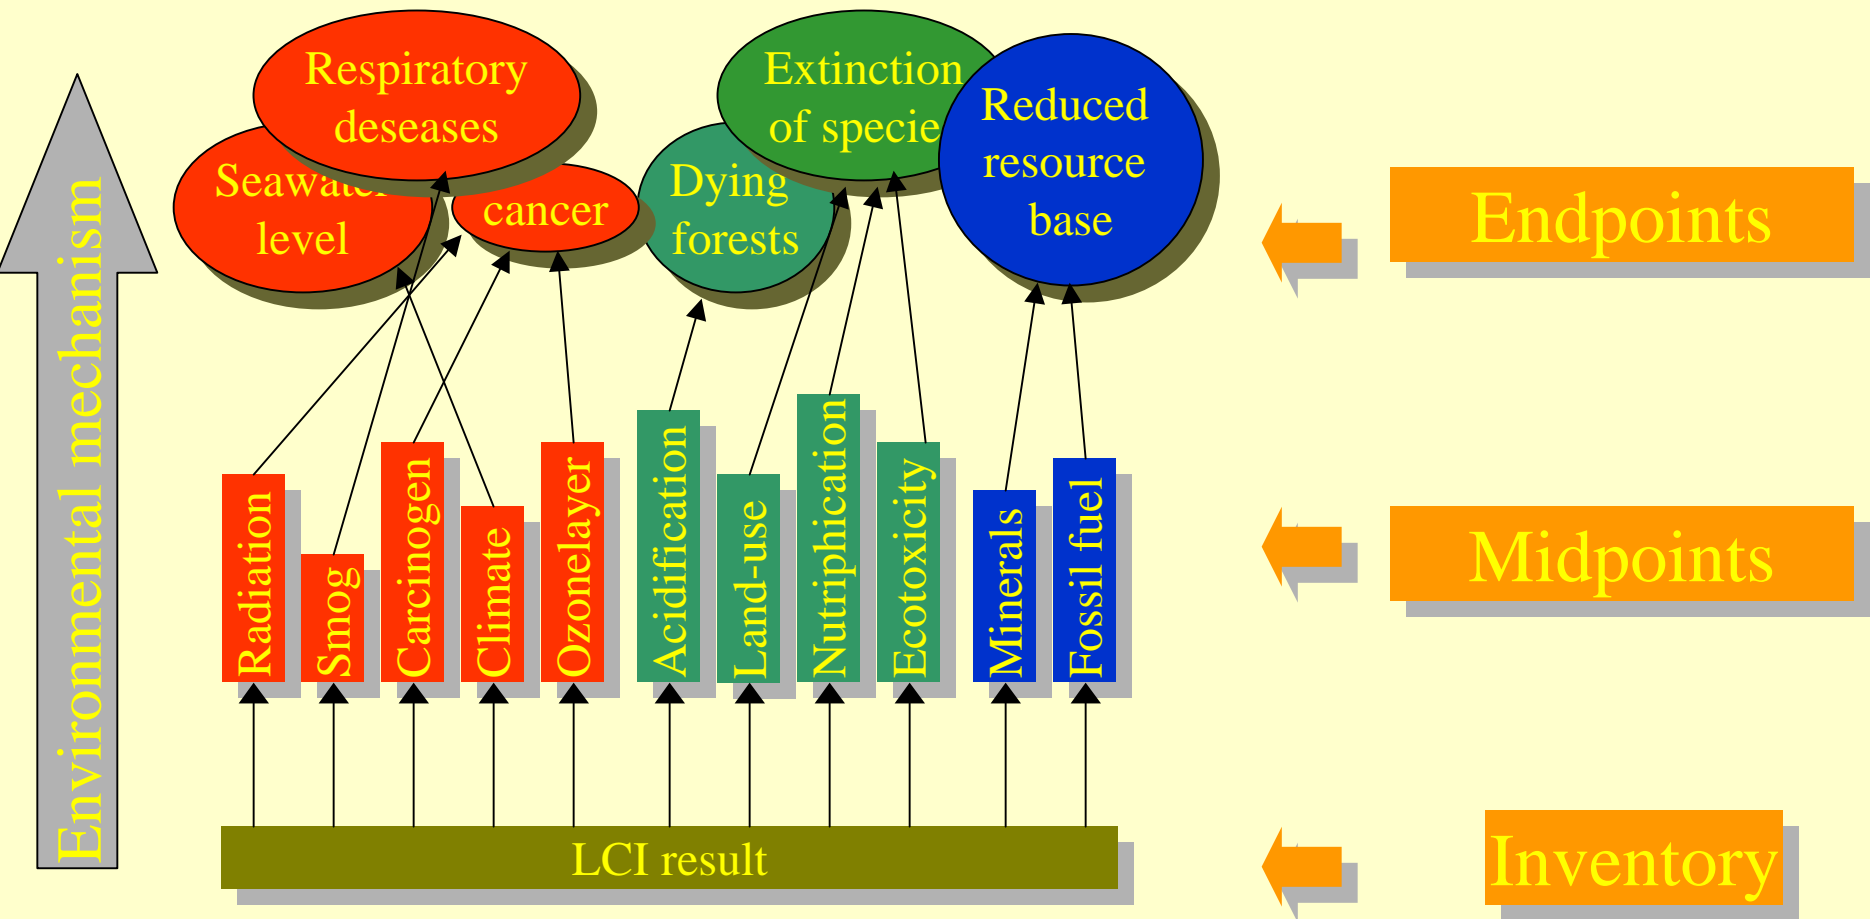 Respiratory
deseases
Seawater
level
cancer
Dying
forests
Extinction
of specie
Reduced
resource
base
Endpoints
Environmental mechanism
Radiation
Smog
Carcinogen
Climate
Ozonelayer
Acidification
Land-use
Nutriphication
Ecotoxicity
Minerals
Fossil fuel
Midpoints
LCI result
Inventory